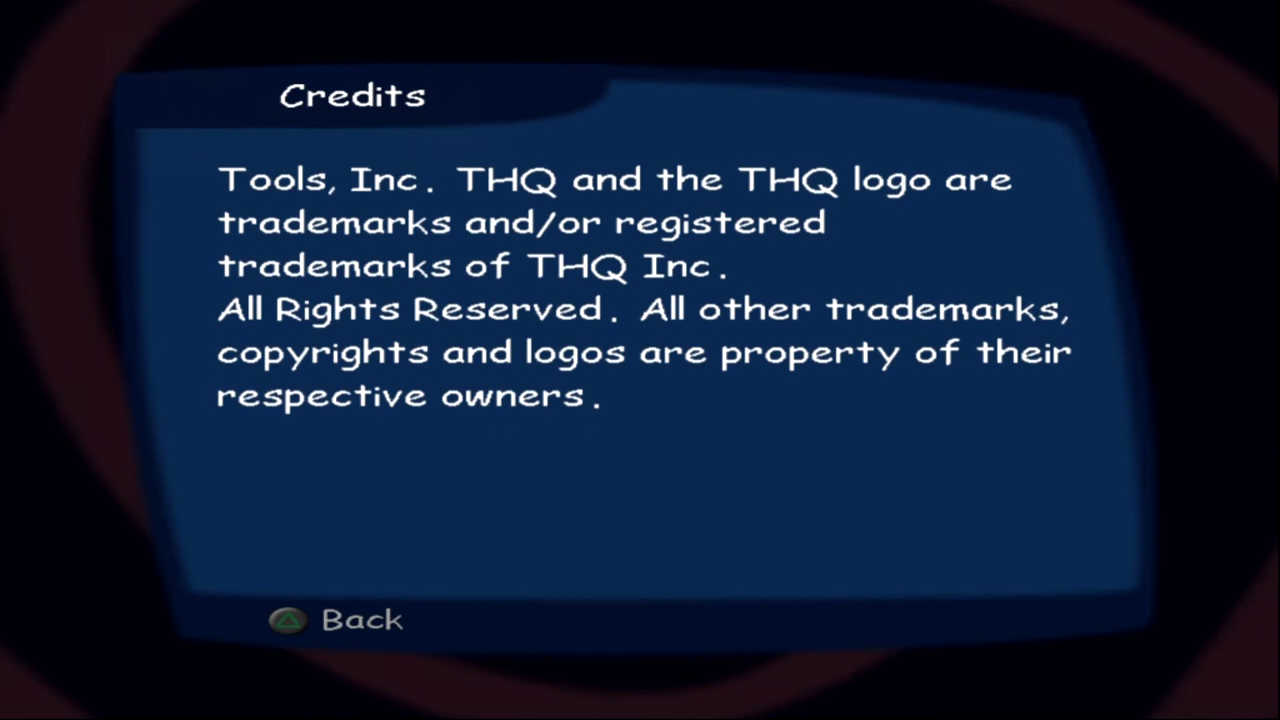 Credits
Tools, Inc. THQ and the THQ logo are
trademarks and/or registered
trademarks of THQ Inc.
All Rights Reserved. All other trademarks,
copyrights and logos are property of their
respective owners.
Back